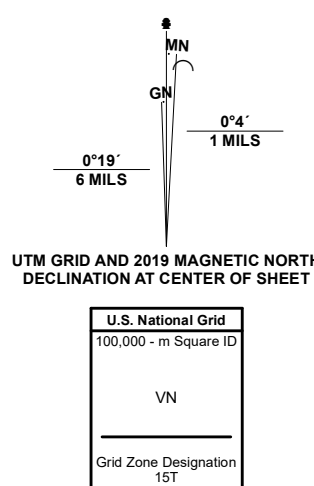 MN
GN
0°4´
1 MILS
0°19´
6 MILS
UTM GRID AND 2019 MAGNETIC NORTH
DECLINATION AT CENTER OF SHEET
U.S. National Grid
100,000 - m Square ID
VN
Grid Zone Designation
15T